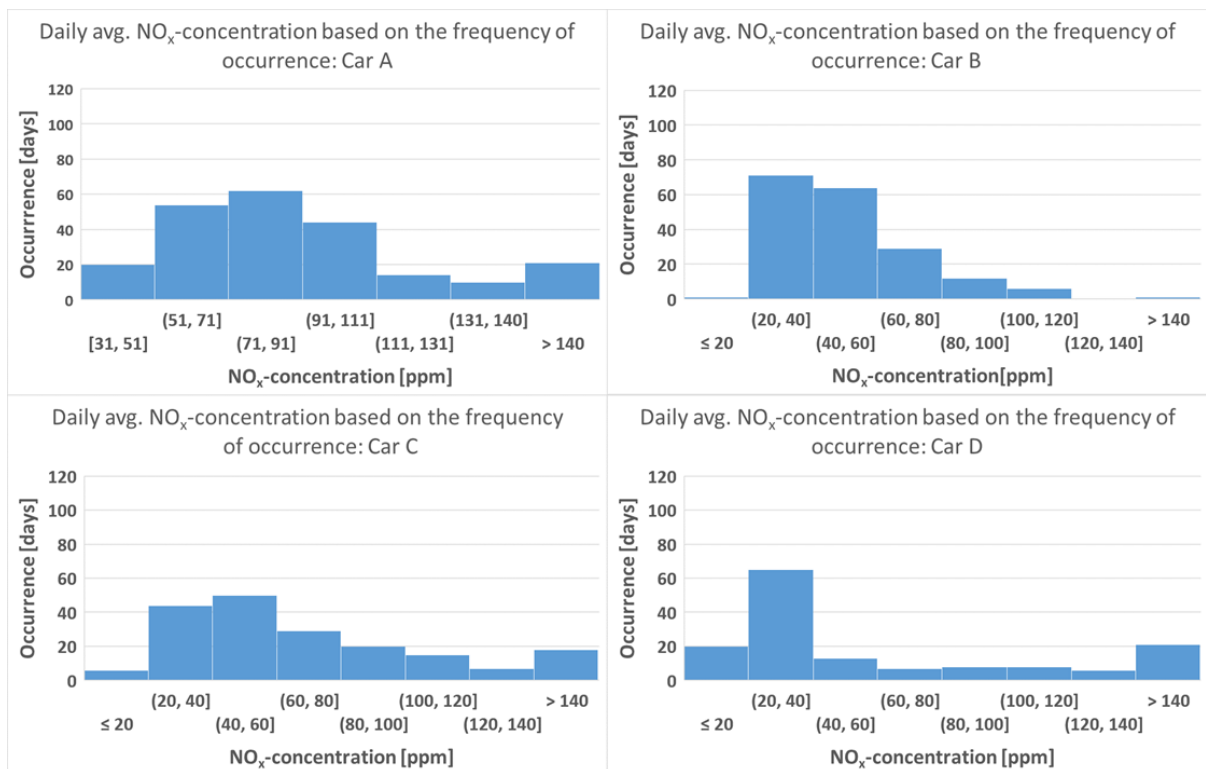 Daily avg. NOₓ-concentration based on the frequency of
occurrence: Car A
Occurrrence [days]
120
100
80
60
40
20
0
(51, 71] (91, 111] (131, 140]
[31, 51] (71, 91] (111, 131] > 140
NOₓ-concentration [ppm]
Daily avg. NOₓ-concentration based on the frequency of
occurrence: Car B
Occurrence [days]
120
100
80
60
40
20
0
(20, 40] (60, 80] (100, 120] > 140
≤ 20 (40, 60] (80, 100] (120, 140]
NOₓ-concentration[ppm]
Daily avg. NOₓ-concentration based on the frequency
of occurrence: Car C
Occurrence [days]
120
100
80
60
40
20
0
(20, 40] (60, 80] (100, 120] > 140
≤ 20 (40, 60] (80, 100] (120, 140]
NOₓ-concentration [ppm]
Daily avg. NOₓ-concentration based on the frequency of
occurrence: Car D
Occurrence [days]
120
100
80
60
40
20
0
(20, 40] (60, 80] (100, 120] > 140
≤ 20 (40, 60] (80, 100] (120, 140]
NOₓ-concentration [ppm]